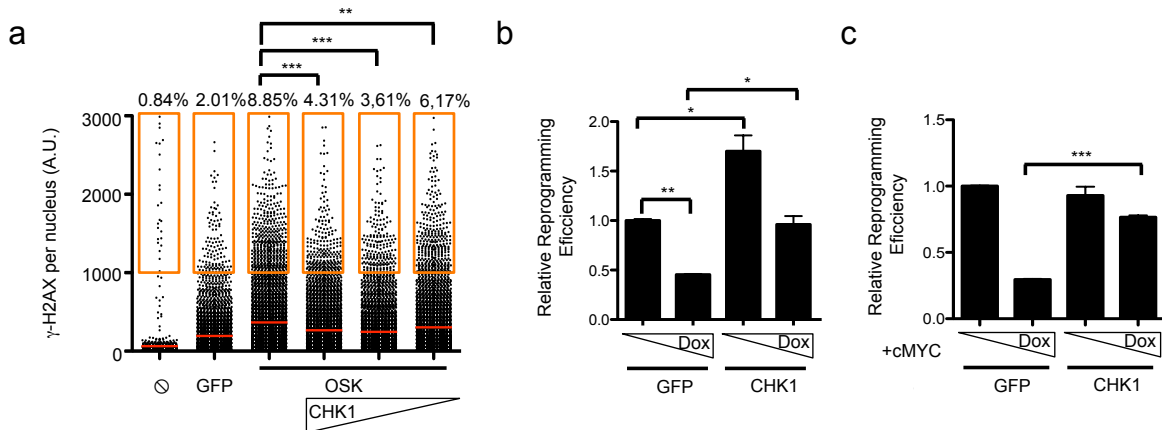 a
**
***
***
0.84% 2.01% 8.85% 4.31% 3,61% 6,17%
γ-H2AX per nucleus (A.U.)
3000
2000
1000
0
GFP
OSK
CHK1
b
*
*
**
Relative Reprogramming
Eficciency
2.0
1.5
1.0
0.5
0.0
Dox
Dox
GFP
CHK1
c
***
Relative Reprogramming
Eficciency
1.5
1.0
0.5
0.0
+cMYC
Dox
Dox
GFP
CHK1